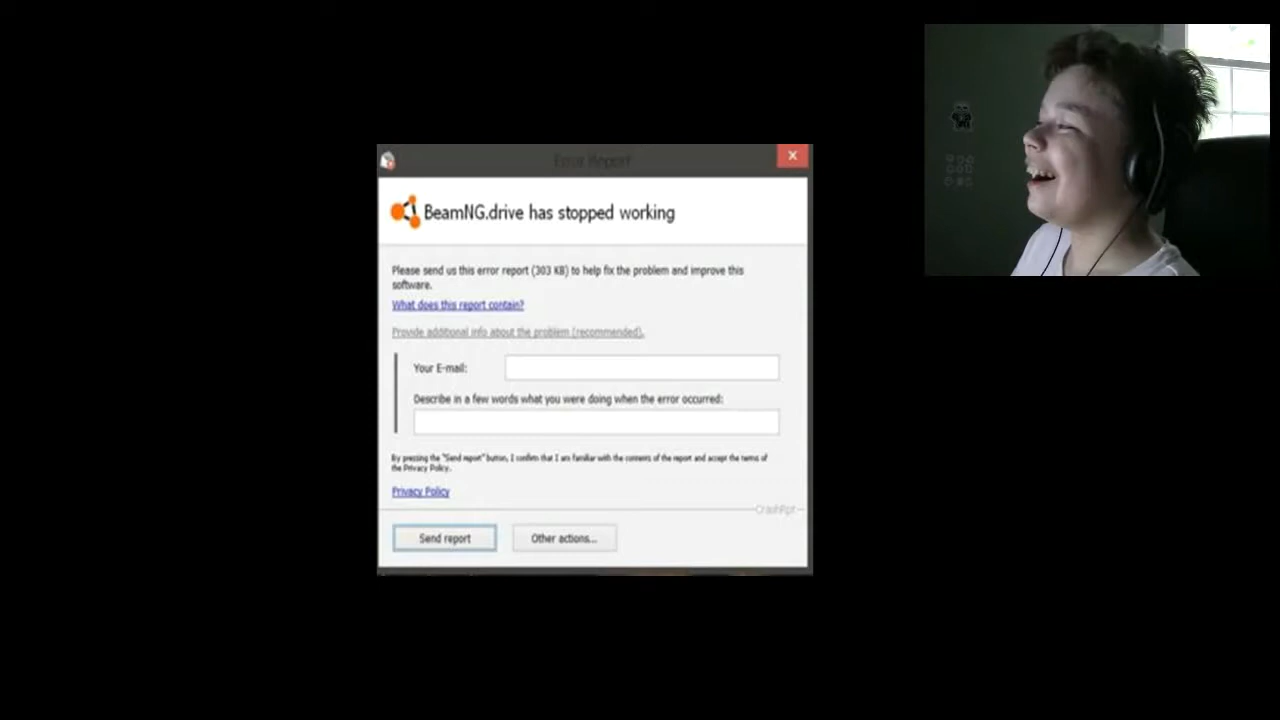 Error Report
BeamNG.drive has stopped working
Please send us this error report (303 KB) to help fix the problem and improve this
software.
What does this report contain?
Provide additional info about the problem (recommended).
Your E-mail:
Describe in a few words what you were doing when the error occurred:
By pressing the "Send report" button, I confirm that I am familiar with the contents of the report and accept the terms of
the Privacy Policy.
Privacy Policy
CrashRpt
Send report
Other actions...